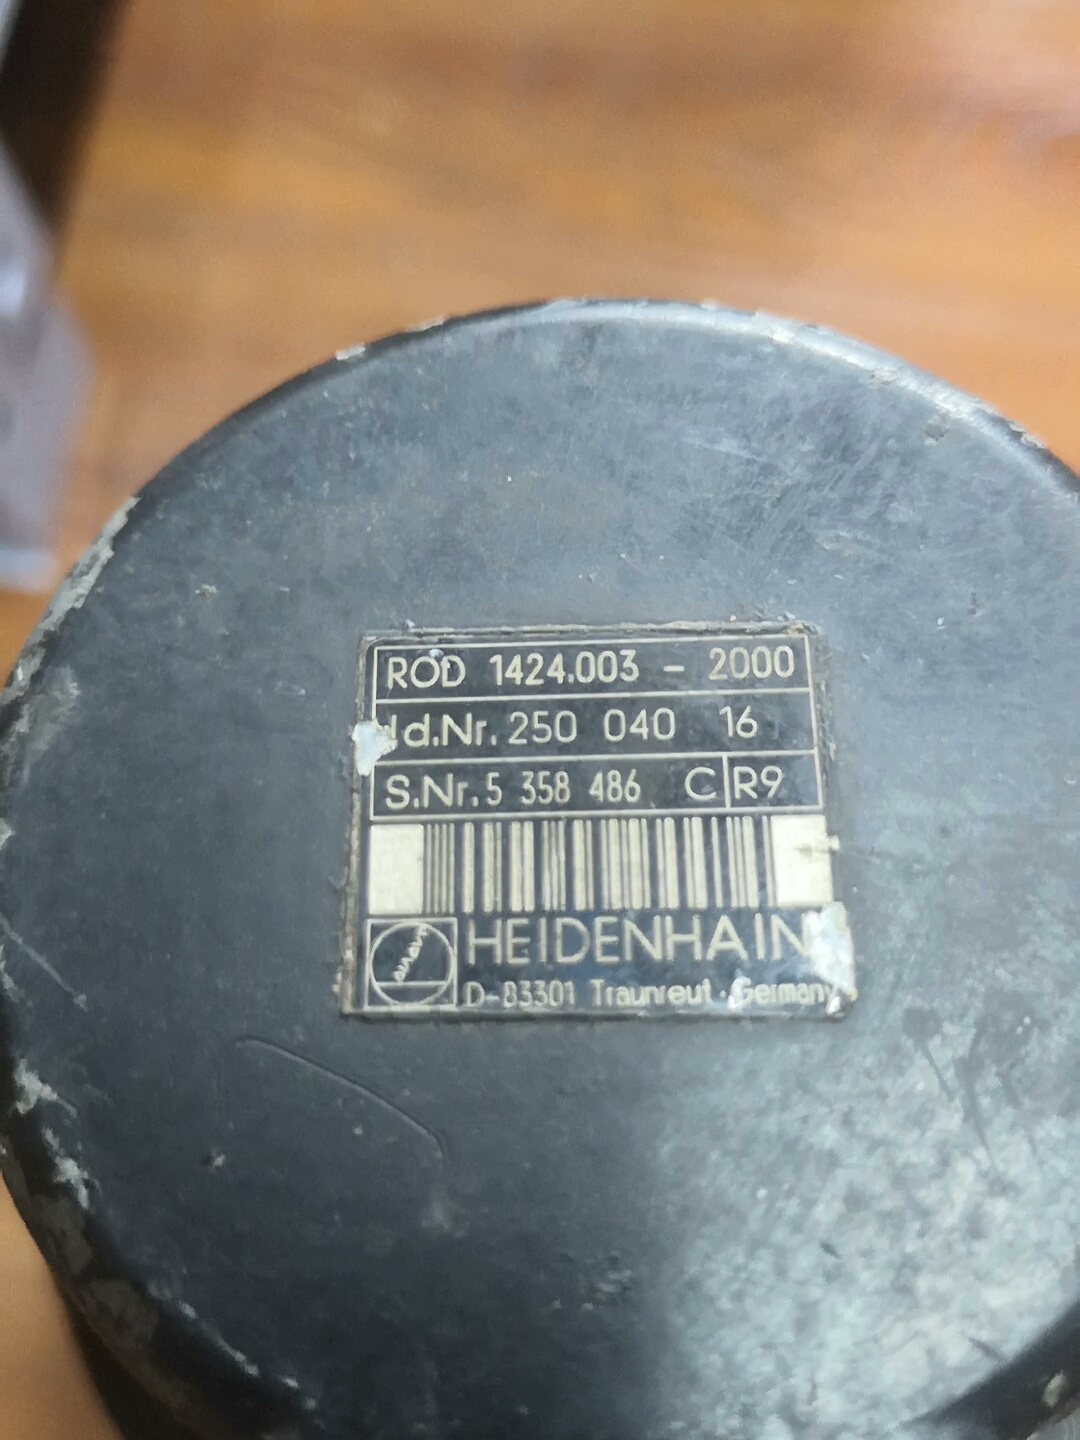 ROD 1424.003 - 2000
Id.Nr. 250 040 16
S.Nr. 5 358 486 C R9
HEIDENHAIN
D-83301 Traunreut · Germany